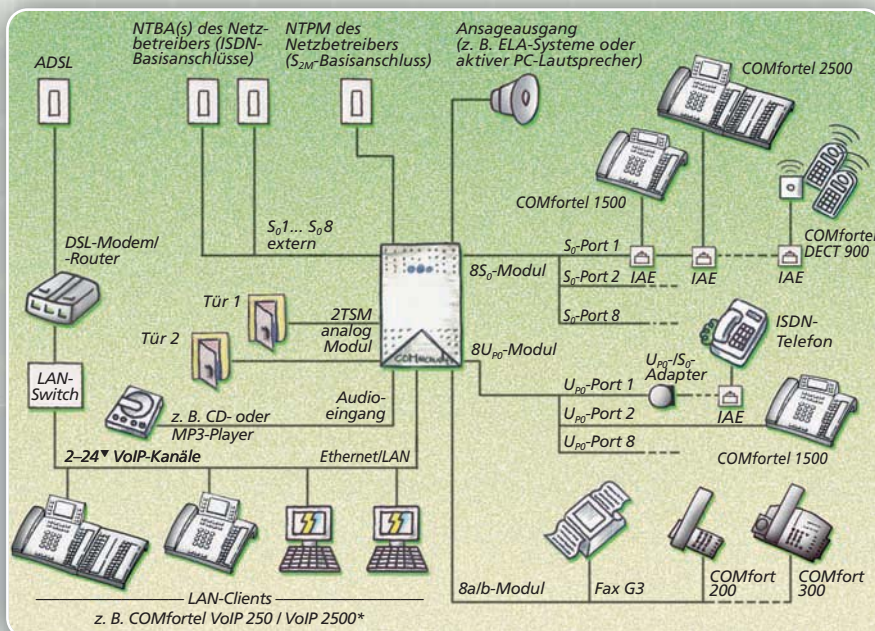 ADSL
NTBA(s) des Netz-
betreibers (ISDN-
Basisanschlüsse)
NTPM des
Netzbetreibers
(S2M-Basisanschluss)
Ansageausgang
(z. B. ELA-Systeme oder
aktiver PC-Lautsprecher)
COMfortel 2500
COMfortel 1500
COMfortel
DECT 900
S01... S08
extern
DSL-Modem/
-Router
8S0-Modul
S0-Port 1
IAE
IAE
IAE
S0-Port 2
S0-Port 8
Tür 1
Tür 2
2TSM
analog
Modul
8UP0-Modul
ISDN-
Telefon
UP0-/S0-
Adapter
UP0-Port 1
IAE
UP0-Port 2
UP0-Port 8
COMfortel 1500
LAN-
Switch
Audio-
eingang
z. B. CD- oder
MP3-Player
2–24▼ VoIP-Kanäle
Ethernet/LAN
8a/b-Modul
Fax G3
COMfort
200
COMfort
300
LAN-Clients
z. B. COMfortel VoIP 250 / VoIP 2500*